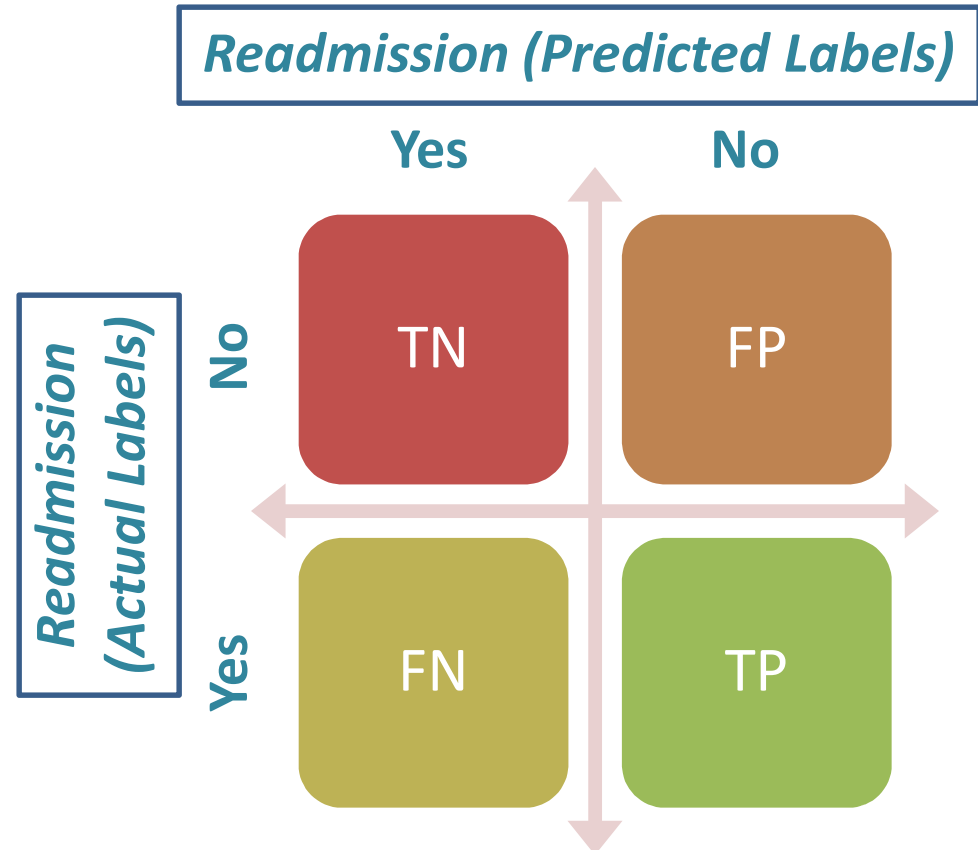 Readmission (Predicted Labels)
Yes No
Readmission
(Actual Labels)
No
TN FP
Yes
FN TP